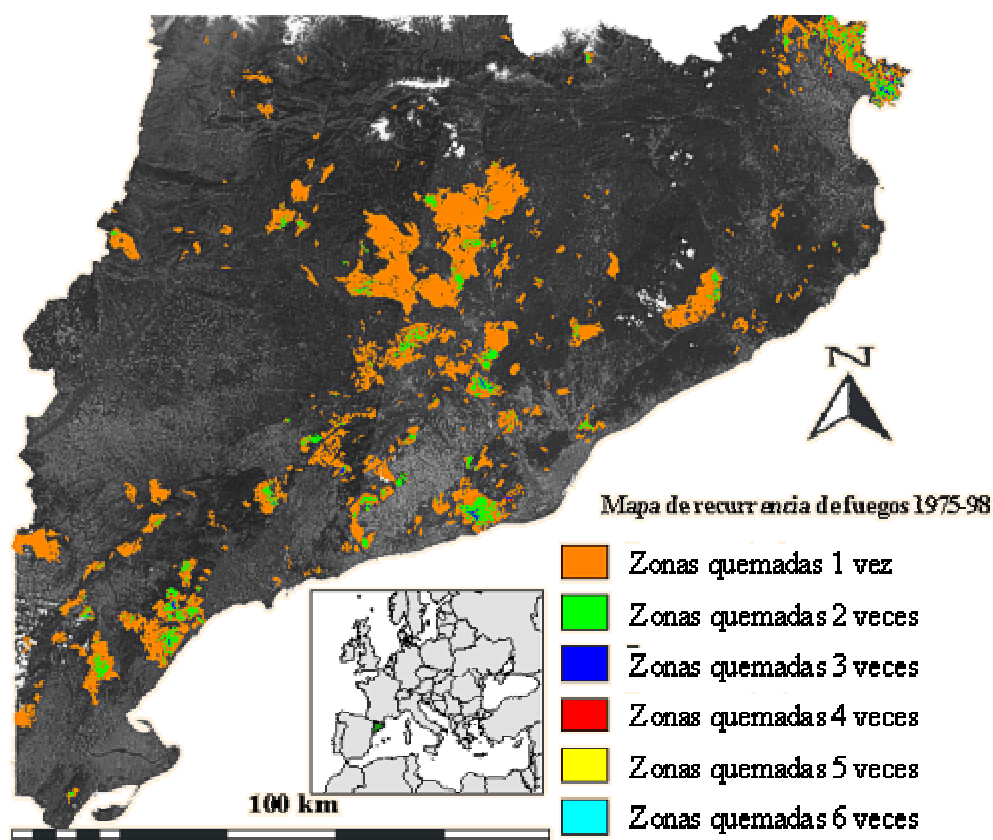 N
Mapa de recurrencia de fuegos 1975-98
Zonas quemadas 1 vez
Zonas quemadas 2 veces
Zonas quemadas 3 veces
Zonas quemadas 4 veces
Zonas quemadas 5 veces
Zonas quemadas 6 veces
100 km